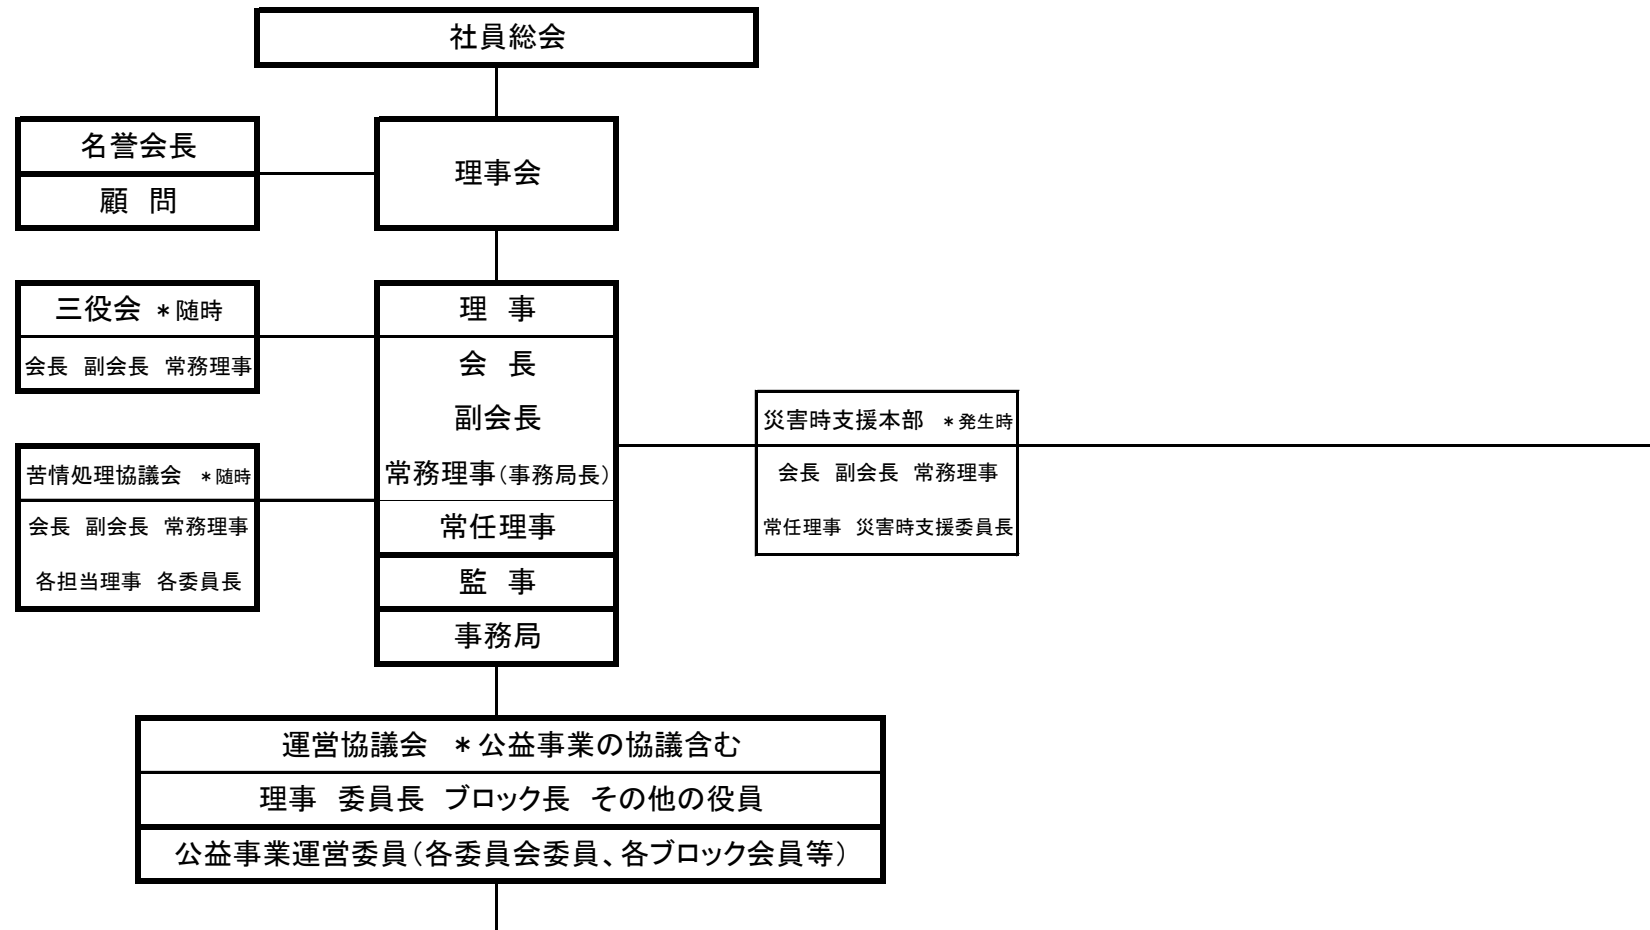 社員総会
名誉会長
顧 問
理事会
三役会 *随時
会長 副会長 常務理事
苦情処理協議会 *随時
会長 副会長 常務理事
各担当理事 各委員長
理 事
会 長
副会長
常務理事(事務局長)
常任理事
監 事
事務局
災害時支援本部 *発生時
会長 副会長 常務理事
常任理事 災害時支援委員長
運営協議会 *公益事業の協議含む
理事 委員長 ブロック長 その他の役員
公益事業運営委員(各委員会委員、各ブロック会員等)